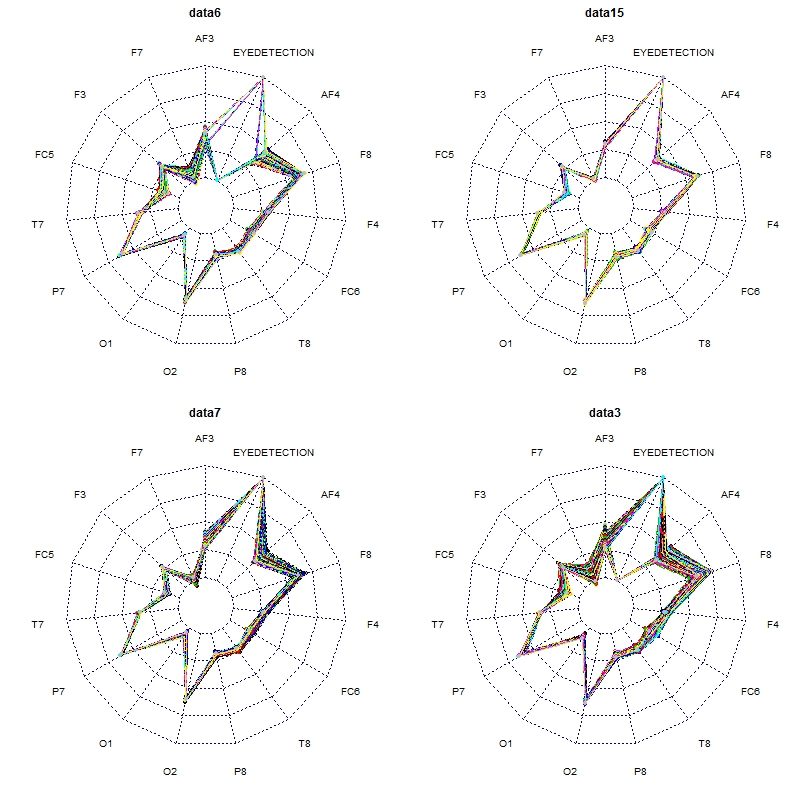 data6
AF3
EYEDETECTION
F7
AF4
F3
F8
FC5
F4
T7
FC6
P7
T8
O1
P8
O2
data15
AF3
EYEDETECTION
F7
AF4
F3
F8
FC5
F4
T7
FC6
P7
T8
O1
P8
O2
data7
AF3
EYEDETECTION
F7
AF4
F3
F8
FC5
F4
T7
FC6
P7
T8
O1
P8
O2
data3
AF3
EYEDETECTION
F7
AF4
F3
F8
FC5
F4
T7
FC6
P7
T8
O1
P8
O2